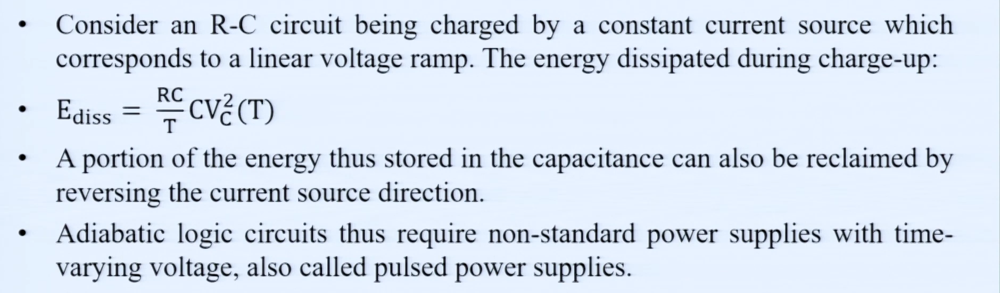 • Consider an R-C circuit being charged by a constant current source which
corresponds to a linear voltage ramp. The energy dissipated during charge-up:
• E_diss = RC/T CV_C^2(T)
• A portion of the energy thus stored in the capacitance can also be reclaimed by
reversing the current source direction.
• Adiabatic logic circuits thus require non-standard power supplies with time-
varying voltage, also called pulsed power supplies.